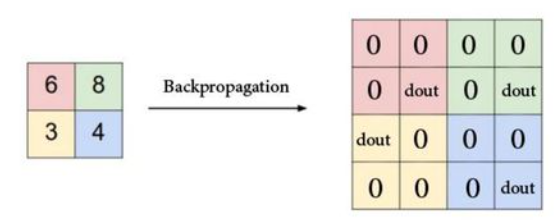 6 8
3 4
Backpropagation
0 0 0 0
0 dout 0 dout
dout 0 0 0
0 0 0 dout